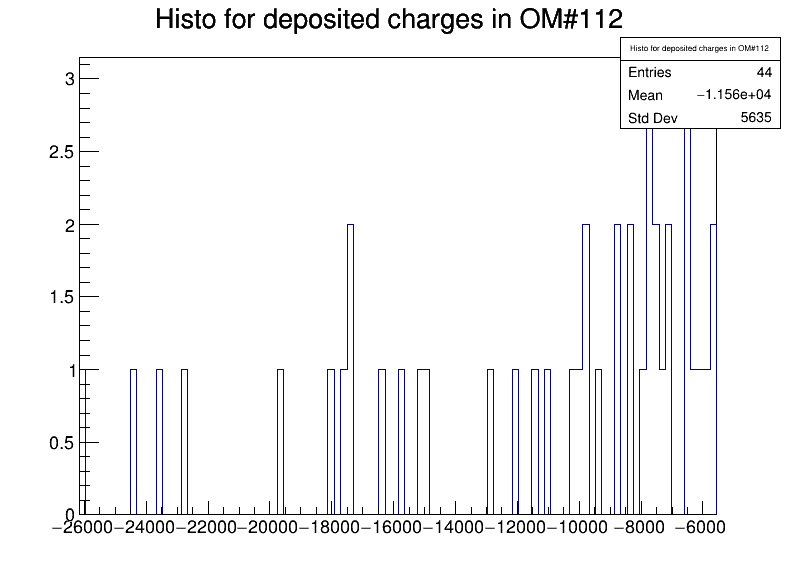 Histo for deposited charges in OM#112
Histo for deposited charges in OM#112
Entries 44
Mean −1.156e+04
Std Dev 5635
3
2.5
2
1.5
1
0.5
0
−26000 −24000 −22000 −20000 −18000 −16000 −14000 −12000 −10000 −8000 −6000